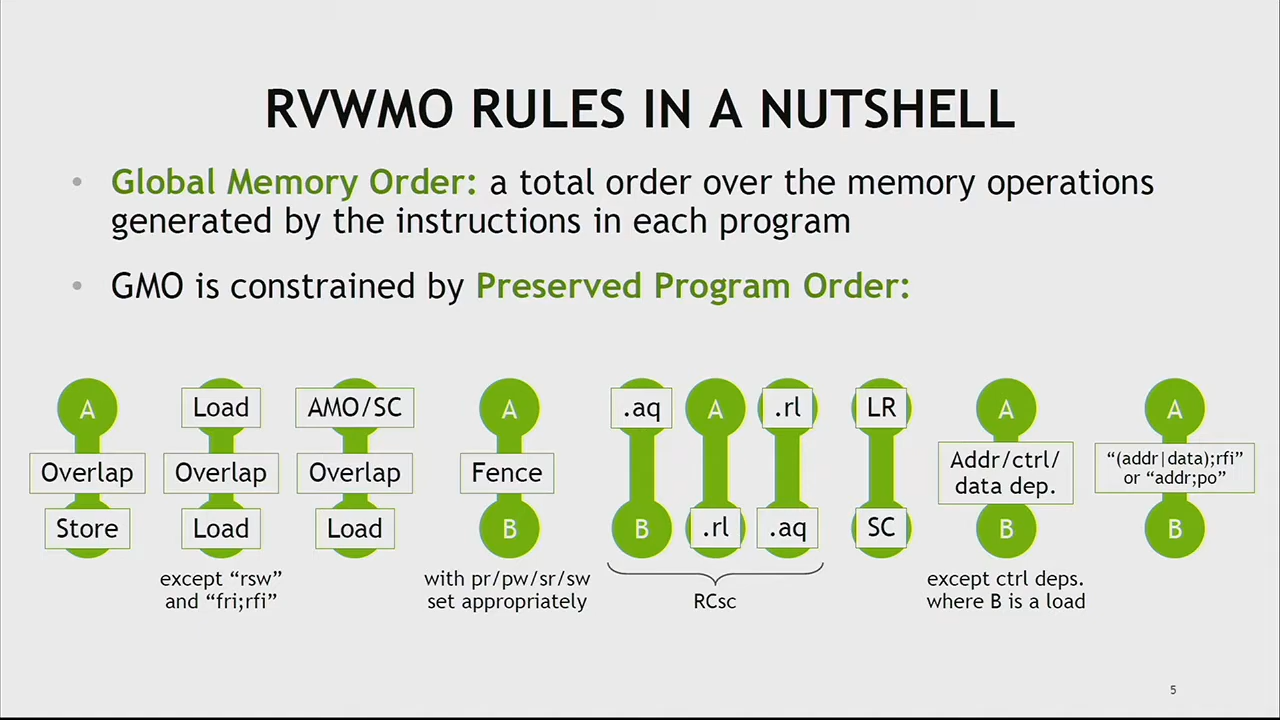 RVWMO RULES IN A NUTSHELL
• Global Memory Order: a total order over the memory operations
generated by the instructions in each program
• GMO is constrained by Preserved Program Order:
A
Overlap
Store
Load
Overlap
Load
except “rsw”
and “fri;rfi”
AMO/SC
Overlap
Load
A
Fence
B
with pr/pw/sr/sw
set appropriately
.aq
B
A
.rl
.rl
.aq
RCsc
LR
SC
A
Addr/ctrl/
data dep.
B
except ctrl deps.
where B is a load
A
“(addr|data);rfi”
or “addr;po”
B
5